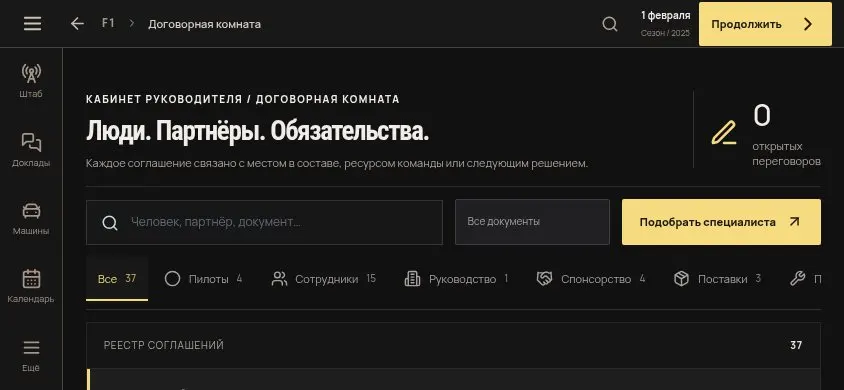 F1 > Договорная комната
1 февраля
Сезон / 2025
Продолжить
Штаб
Доклады
Машины
Календарь
Ещё
КАБИНЕТ РУКОВОДИТЕЛЯ / ДОГОВОРНАЯ КОМНАТА
Люди. Партнёры. Обязательства.
Каждое соглашение связано с местом в составе, ресурсом команды или следующим решением.
0
открытых
переговоров
Человек, партнёр, документ...
Все документы
Подобрать специалиста
Все 37
Пилоты 4
Сотрудники 15
Руководство 1
Спонсорство 4
Поставки 3
РЕЕСТР СОГЛАШЕНИЙ
37